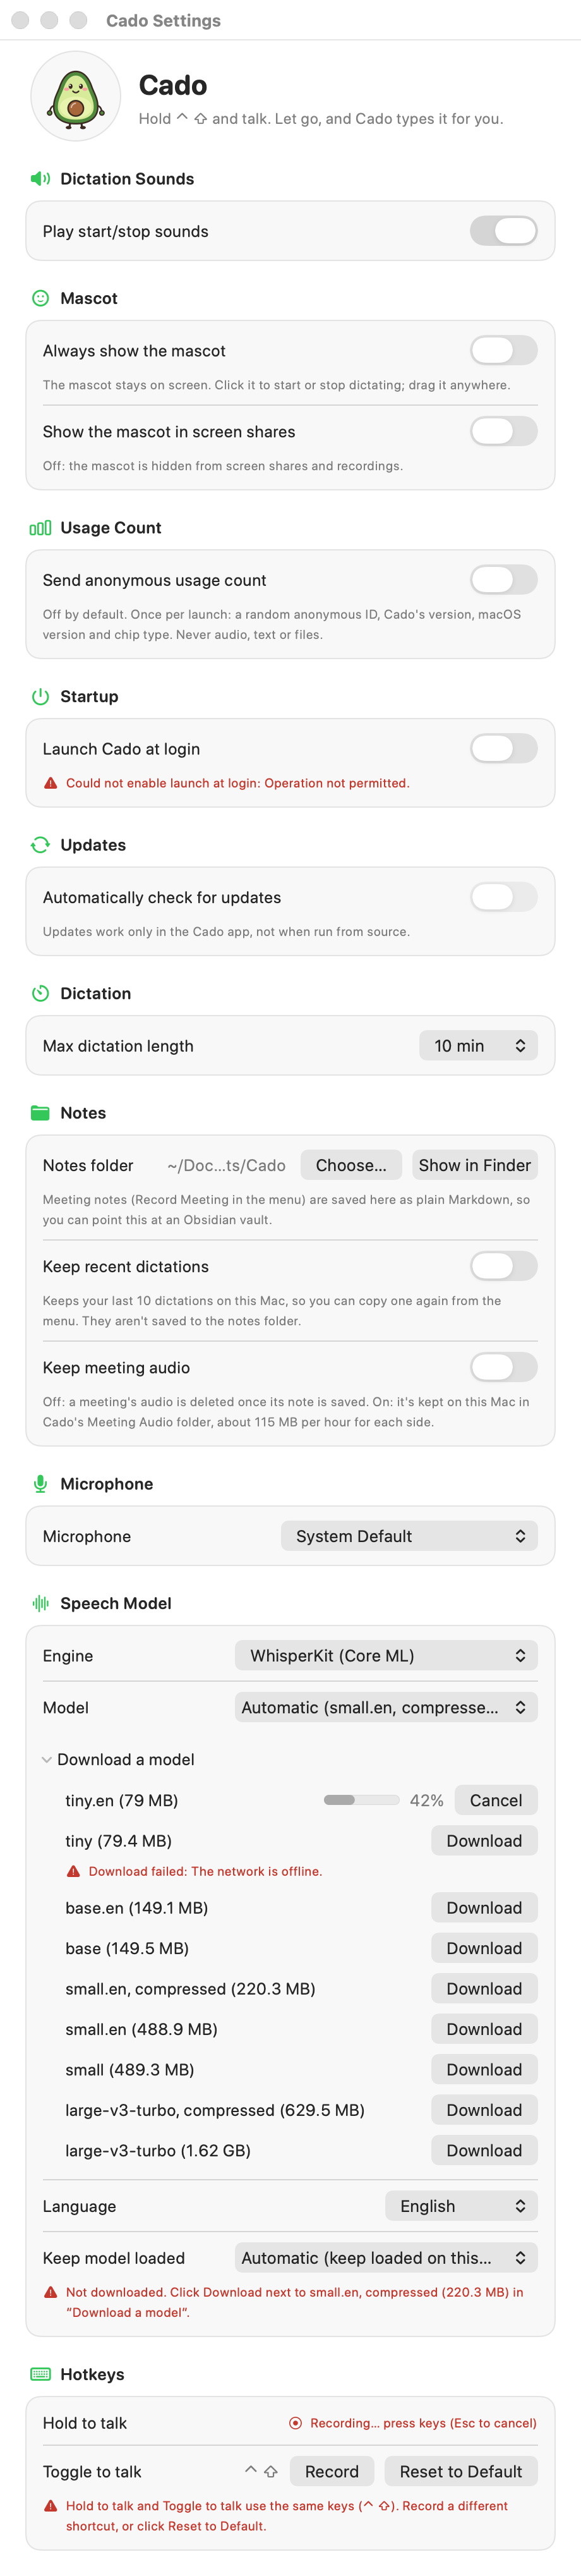 Cado Settings
Cado
Hold ⌃ ⇧ and talk. Let go, and Cado types it for you.
Dictation Sounds
Play start/stop sounds
Mascot
Always show the mascot
The mascot stays on screen. Click it to start or stop dictating; drag it anywhere.
Show the mascot in screen shares
Off: the mascot is hidden from screen shares and recordings.
Usage Count
Send anonymous usage count
Off by default. Once per launch: a random anonymous ID, Cado's version, macOS
version and chip type. Never audio, text or files.
Startup
Launch Cado at login
Could not enable launch at login: Operation not permitted.
Updates
Automatically check for updates
Updates work only in the Cado app, not when run from source.
Dictation
Max dictation length 10 min
Notes
Notes folder ~/Doc...ts/Cado Choose... Show in Finder
Meeting notes (Record Meeting in the menu) are saved here as plain Markdown, so
you can point this at an Obsidian vault.
Keep recent dictations
Keeps your last 10 dictations on this Mac, so you can copy one again from the
menu. They aren't saved to the notes folder.
Keep meeting audio
Off: a meeting's audio is deleted once its note is saved. On: it's kept on this Mac in
Cado's Meeting Audio folder, about 115 MB per hour for each side.
Microphone
Microphone System Default
Speech Model
Engine WhisperKit (Core ML)
Model Automatic (small.en, compresse...
Download a model
tiny.en (79 MB) 42% Cancel
tiny (79.4 MB) Download
Download failed: The network is offline.
base.en (149.1 MB) Download
base (149.5 MB) Download
small.en, compressed (220.3 MB) Download
small.en (488.9 MB) Download
small (489.3 MB) Download
large-v3-turbo, compressed (629.5 MB) Download
large-v3-turbo (1.62 GB) Download
Language English
Keep model loaded Automatic (keep loaded on this...
Not downloaded. Click Download next to small.en, compressed (220.3 MB) in
“Download a model”.
Hotkeys
Hold to talk Recording... press keys (Esc to cancel)
Toggle to talk ⌃ ⇧ Record Reset to Default
Hold to talk and Toggle to talk use the same keys (⌃ ⇧). Record a different
shortcut, or click Reset to Default.